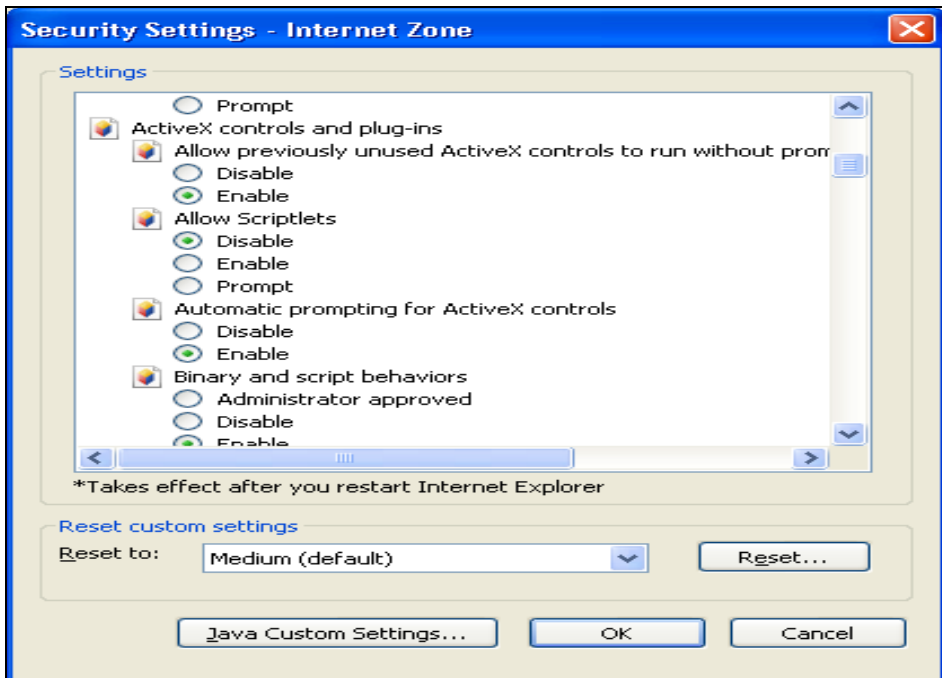 Security Settings - Internet Zone
Settings
Prompt
ActiveX controls and plug-ins
Allow previously unused ActiveX controls to run without prom
Disable
Enable
Allow Scriptlets
Disable
Enable
Prompt
Automatic prompting for ActiveX controls
Disable
Enable
Binary and script behaviors
Administrator approved
Disable
Enable
*Takes effect after you restart Internet Explorer
Reset custom settings
Reset to: Medium (default) Reset...
Java Custom Settings... OK Cancel